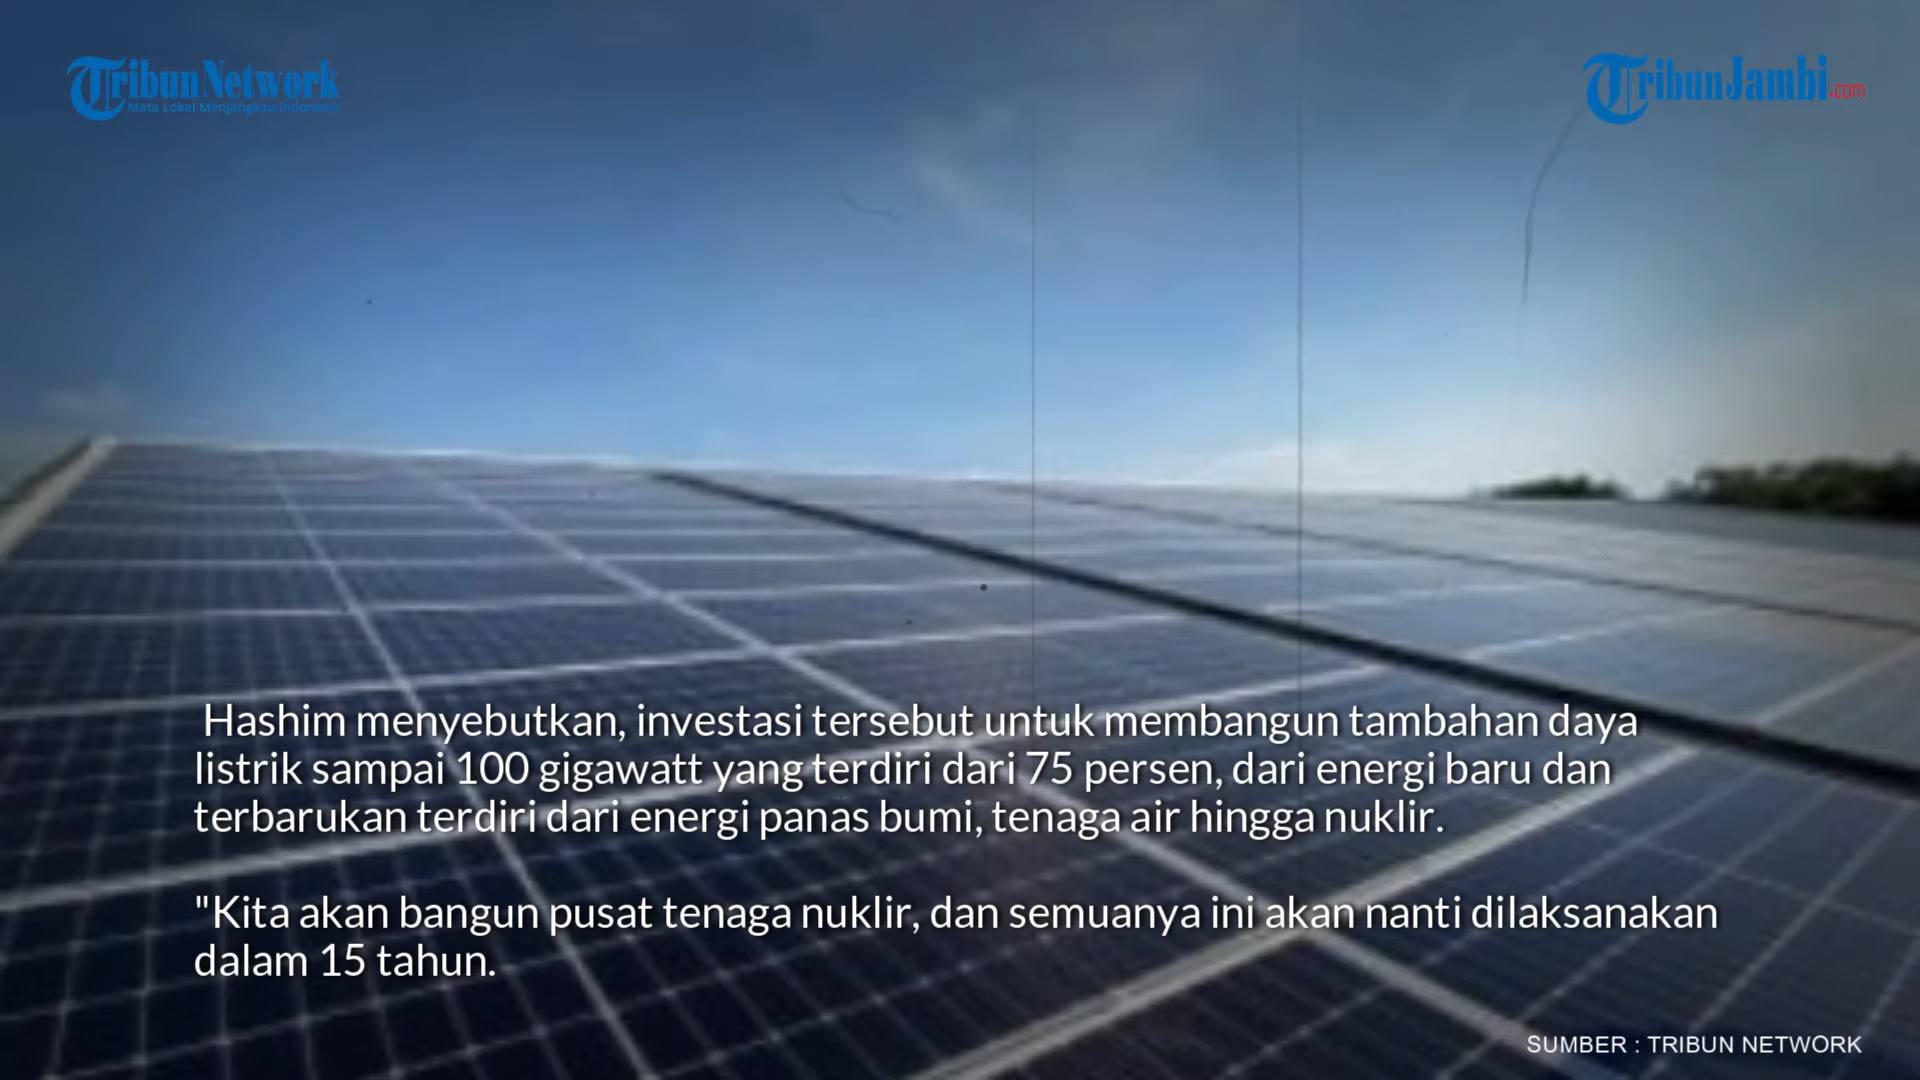 Tribun Network
Mata Lokal Menjangkau Indonesia
TribunJambi.com
Hashim menyebutkan, investasi tersebut untuk membangun tambahan daya
listrik sampai 100 gigawatt yang terdiri dari 75 persen, dari energi baru dan
terbarukan terdiri dari energi panas bumi, tenaga air hingga nuklir.
"Kita akan bangun pusat tenaga nuklir, dan semuanya ini akan nanti dilaksanakan
dalam 15 tahun.
SUMBER : TRIBUN NETWORK